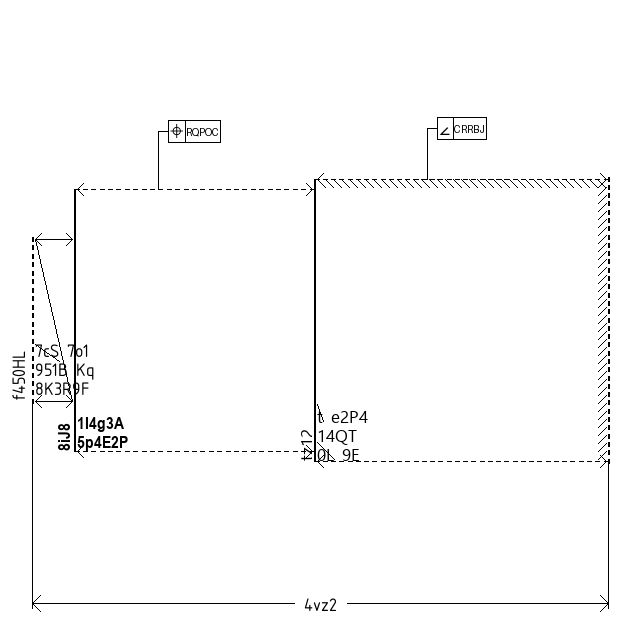 CRRBJ
RQPOC
f450HL
7cS 7o1
951B Kq
8K3R9F
8iJ8
1l4g3A
5p4E2P
tz12
t e2P4
14QT
0L 9E
4vz2